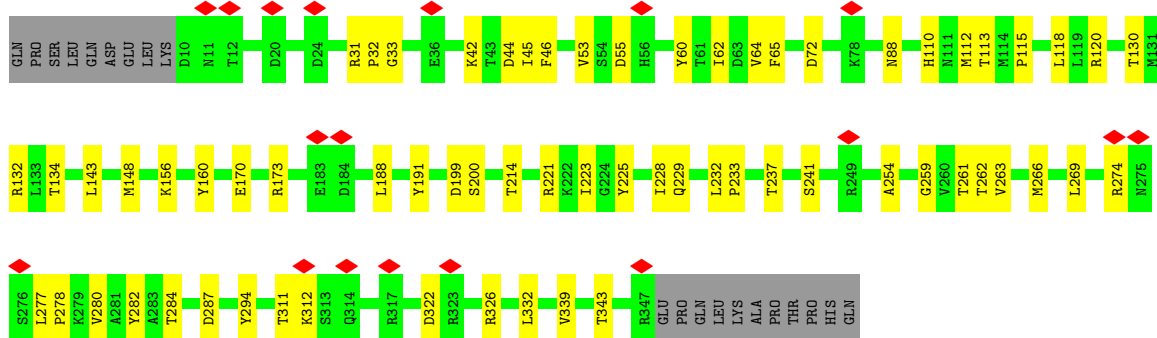 GLN PRO SER LEU GLN ASP GLU LEU LYS D10 N11 T12 D20 D24 R31 P32 G33 E36 K42 T43 D44 I45 F46 V53 S54 D55 H56 Y60 T61 I62 D63 V64 F65 D72 K78 N88 H110 N111 M112 T113 M114 P115 L118 L119 R120 T130 M131
R132 L133 T134 L143 M148 K156 Y160 E170 R173 E183 D184 L188 Y191 D199 S200 T214 R221 K222 I223 G224 Y225 I228 Q229 L232 P233 T237 S241 R249 A254 G259 V260 T261 T262 V263 M266 L269 R274 N275
S276 L277 P278 K279 V280 A281 Y282 A283 T284 D287 Y294 T311 K312 S313 Q314 R317 D322 R323 R326 L332 V339 T343 R347 GLU PRO GLN LEU LYS ALA PRO THR PRO HIS GLN